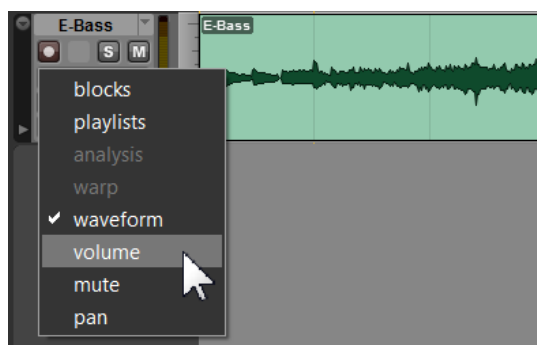 E-Bass
E-Bass
S M
blocks
playlists
analysis
warp
waveform
volume
mute
pan